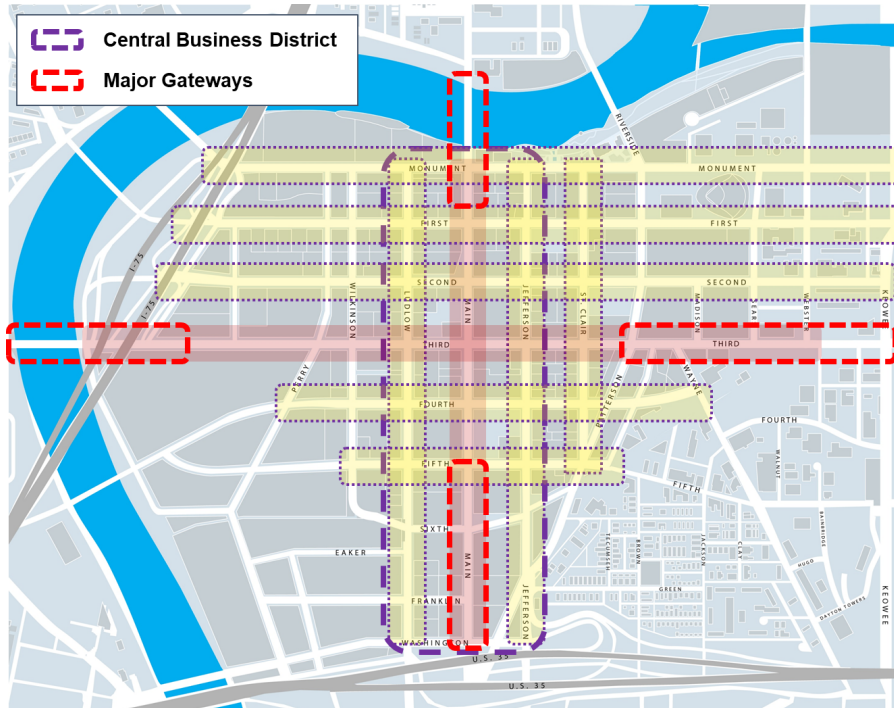 Central Business District
Major Gateways
RIVERSIDE
MONUMENT
MONUMENT
FIRST
FIRST
I-75
I-75
SECOND
SECOND
WILKINSON
LUDLOW
MAIN
JEFFERSON
ST. CLAIR
MADISON
SEARS
WEBSTER
KEOWEE
THIRD
THIRD
PERRY
PATTERSON
WAYNE
FOURTH
FOURTH
FIFTH
FIFTH
WALNUT
SIXTH
EAKER
MAIN
JEFFERSON
TECUMSEH
BROWN
JACKSON
CLAY
BAINBRIDGE
HUGO
GREEN
KEOWEE
FRANKLIN
DAYTON TOWERS
WASHINGTON
U.S. 35
U.S. 35